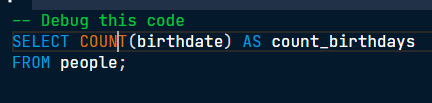 -- Debug this code
SELECT COUNT(birthdate) AS count_birthdays
FROM people;